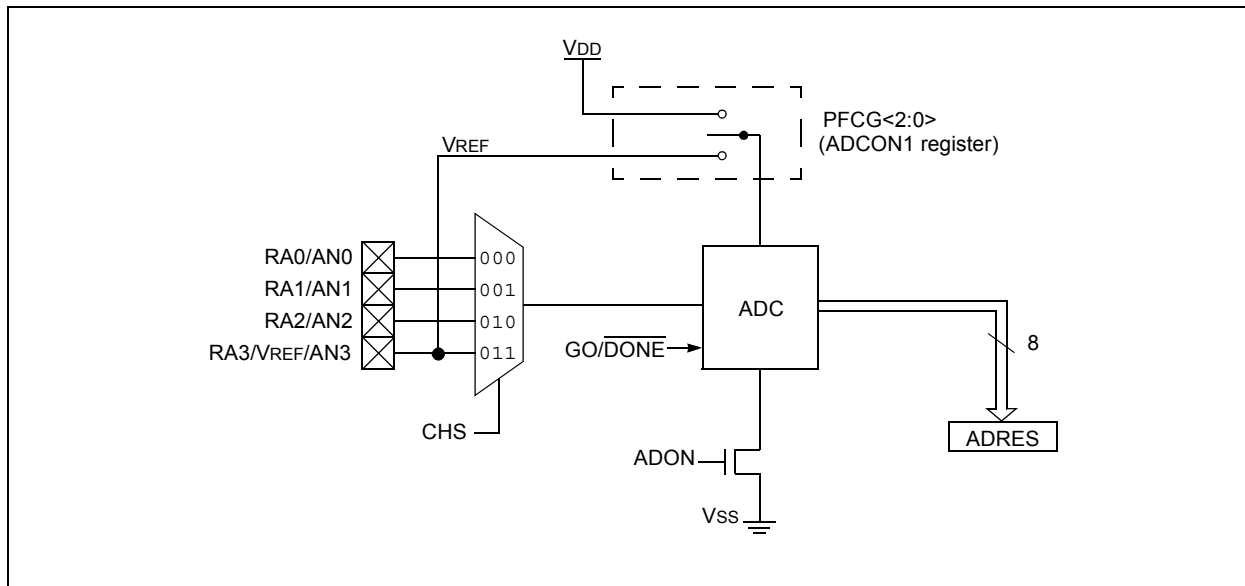 VDD
PFCG<2:0>
(ADCON1 register)
VREF
RA0/AN0
000
RA1/AN1
001
RA2/AN2
010
RA3/VREF/AN3
011
ADC
GO/DONE
8
CHS
ADRES
ADON
VSS